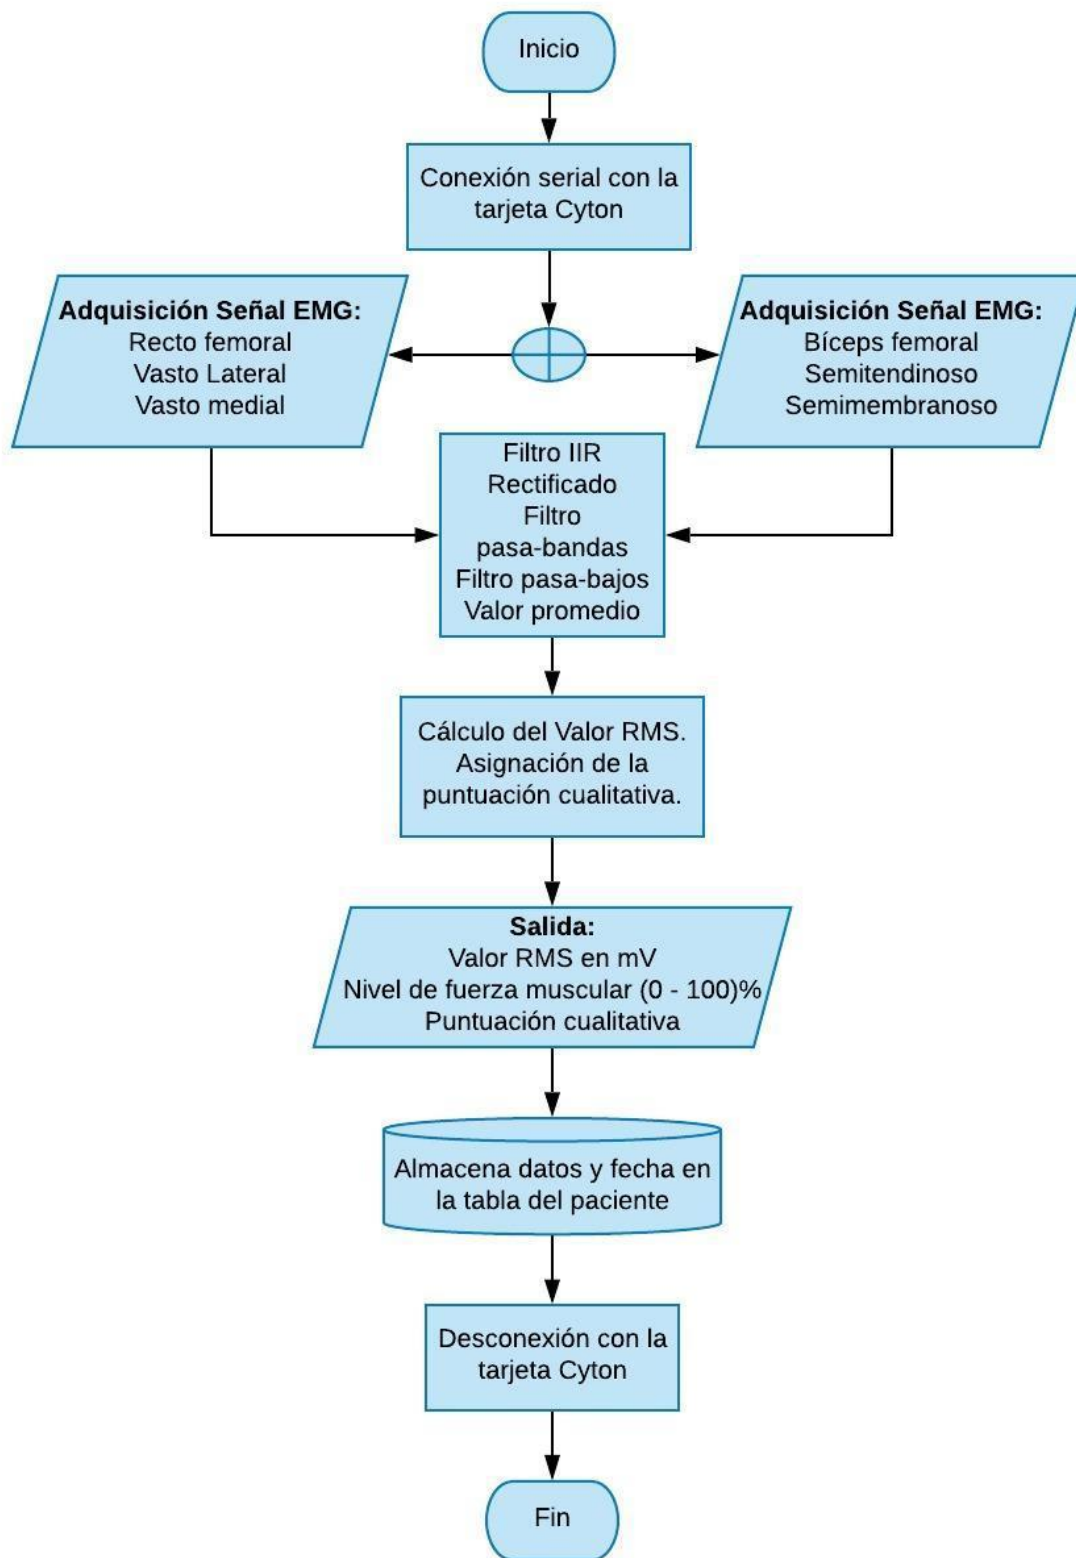 Inicio
Conexión serial con la
tarjeta Cyton
Adquisición Señal EMG:
Recto femoral
Vasto Lateral
Vasto medial
Adquisición Señal EMG:
Bíceps femoral
Semitendinoso
Semimembranoso
Filtro IIR
Rectificado
Filtro
pasa-bandas
Filtro pasa-bajos
Valor promedio
Cálculo del Valor RMS.
Asignación de la
puntuación cualitativa.
Salida:
Valor RMS en mV
Nivel de fuerza muscular (0 - 100)%
Puntuación cualitativa
Almacena datos y fecha en
la tabla del paciente
Desconexión con la
tarjeta Cyton
Fin